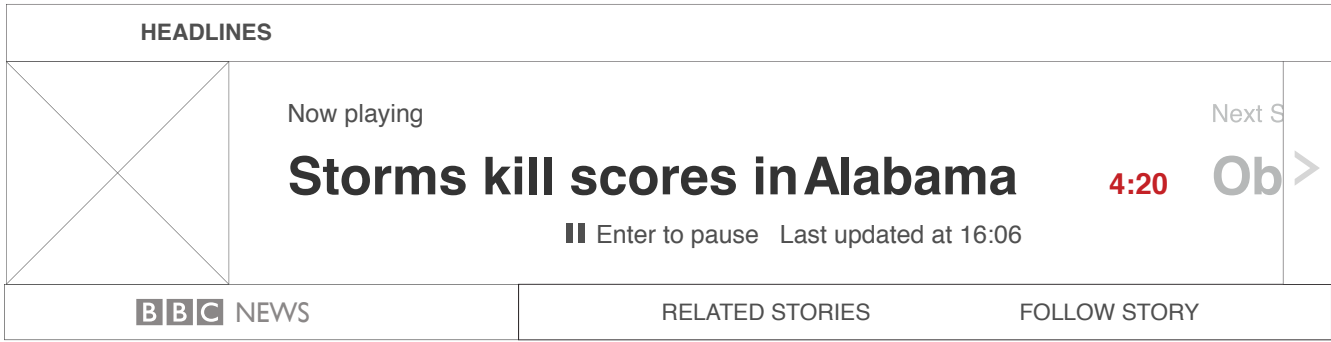 HEADLINES
Now playing
Next S
Storms kill scores in Alabama
4:20
Ob
Enter to pause Last updated at 16:06
BBC NEWS
RELATED STORIES
FOLLOW STORY